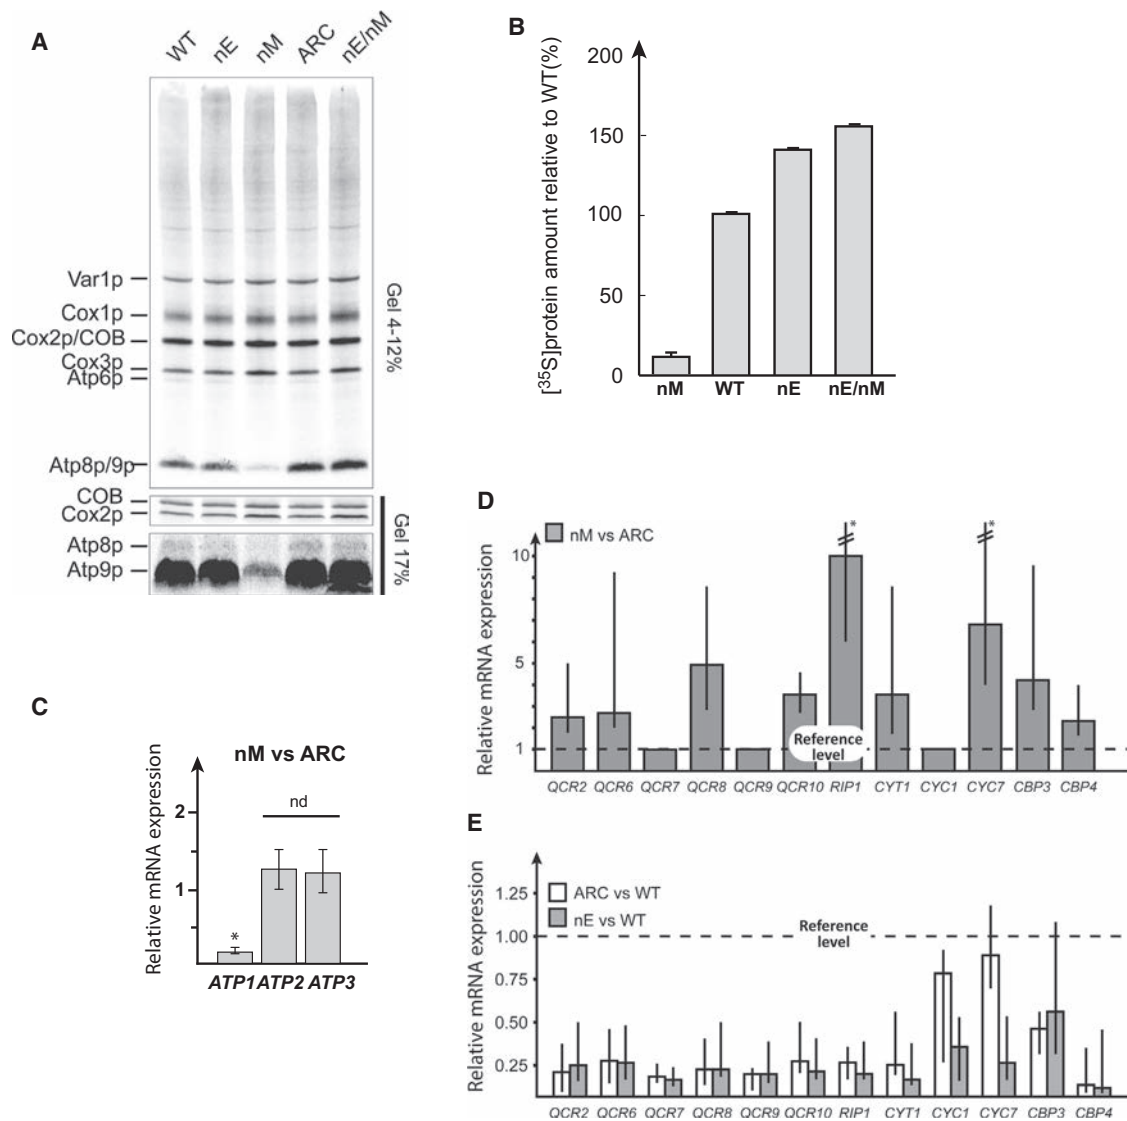 A
WT
nE
nM
ARC
nE/nM
Var1p
Cox1p
Cox2p/COB
Cox3p
Atp6p
Atp8p/9p
Gel 4-12%
COB
Cox2p
Atp8p
Atp9p
Gel 17%
B
[35S]protein amount relative to WT(%)
200
150
100
50
0
nM WT nE nE/nM
C
nM vs ARC
Relative mRNA expression
nd
2
1
*
ATP1 ATP2 ATP3
D
nM vs ARC
Relative mRNA expression
* *
10
5
1
Reference
level
QCR2 QCR6 QCR7 QCR8 QCR9 QCR10 RIP1 CYT1 CYC1 CYC7 CBP3 CBP4
E
Relative mRNA expression
ARC vs WT
nE vs WT
1.25
1.00
0.75
0.50
0.25
Reference
level
QCR2 QCR6 QCR7 QCR8 QCR9 QCR10 RIP1 CYT1 CYC1 CYC7 CBP3 CBP4